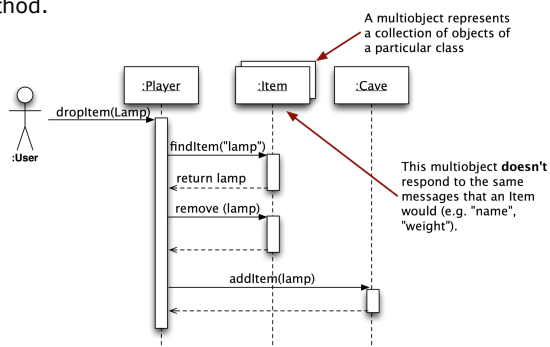 thod.
A multiobject represents
a collection of objects of
a particular class
:Player
:Item
:Cave
dropItem(Lamp)
:User
findItem("lamp")
return lamp
This multiobject doesn't
respond to the same
messages that an Item
would (e.g. "name",
"weight").
remove (lamp)
addItem(lamp)